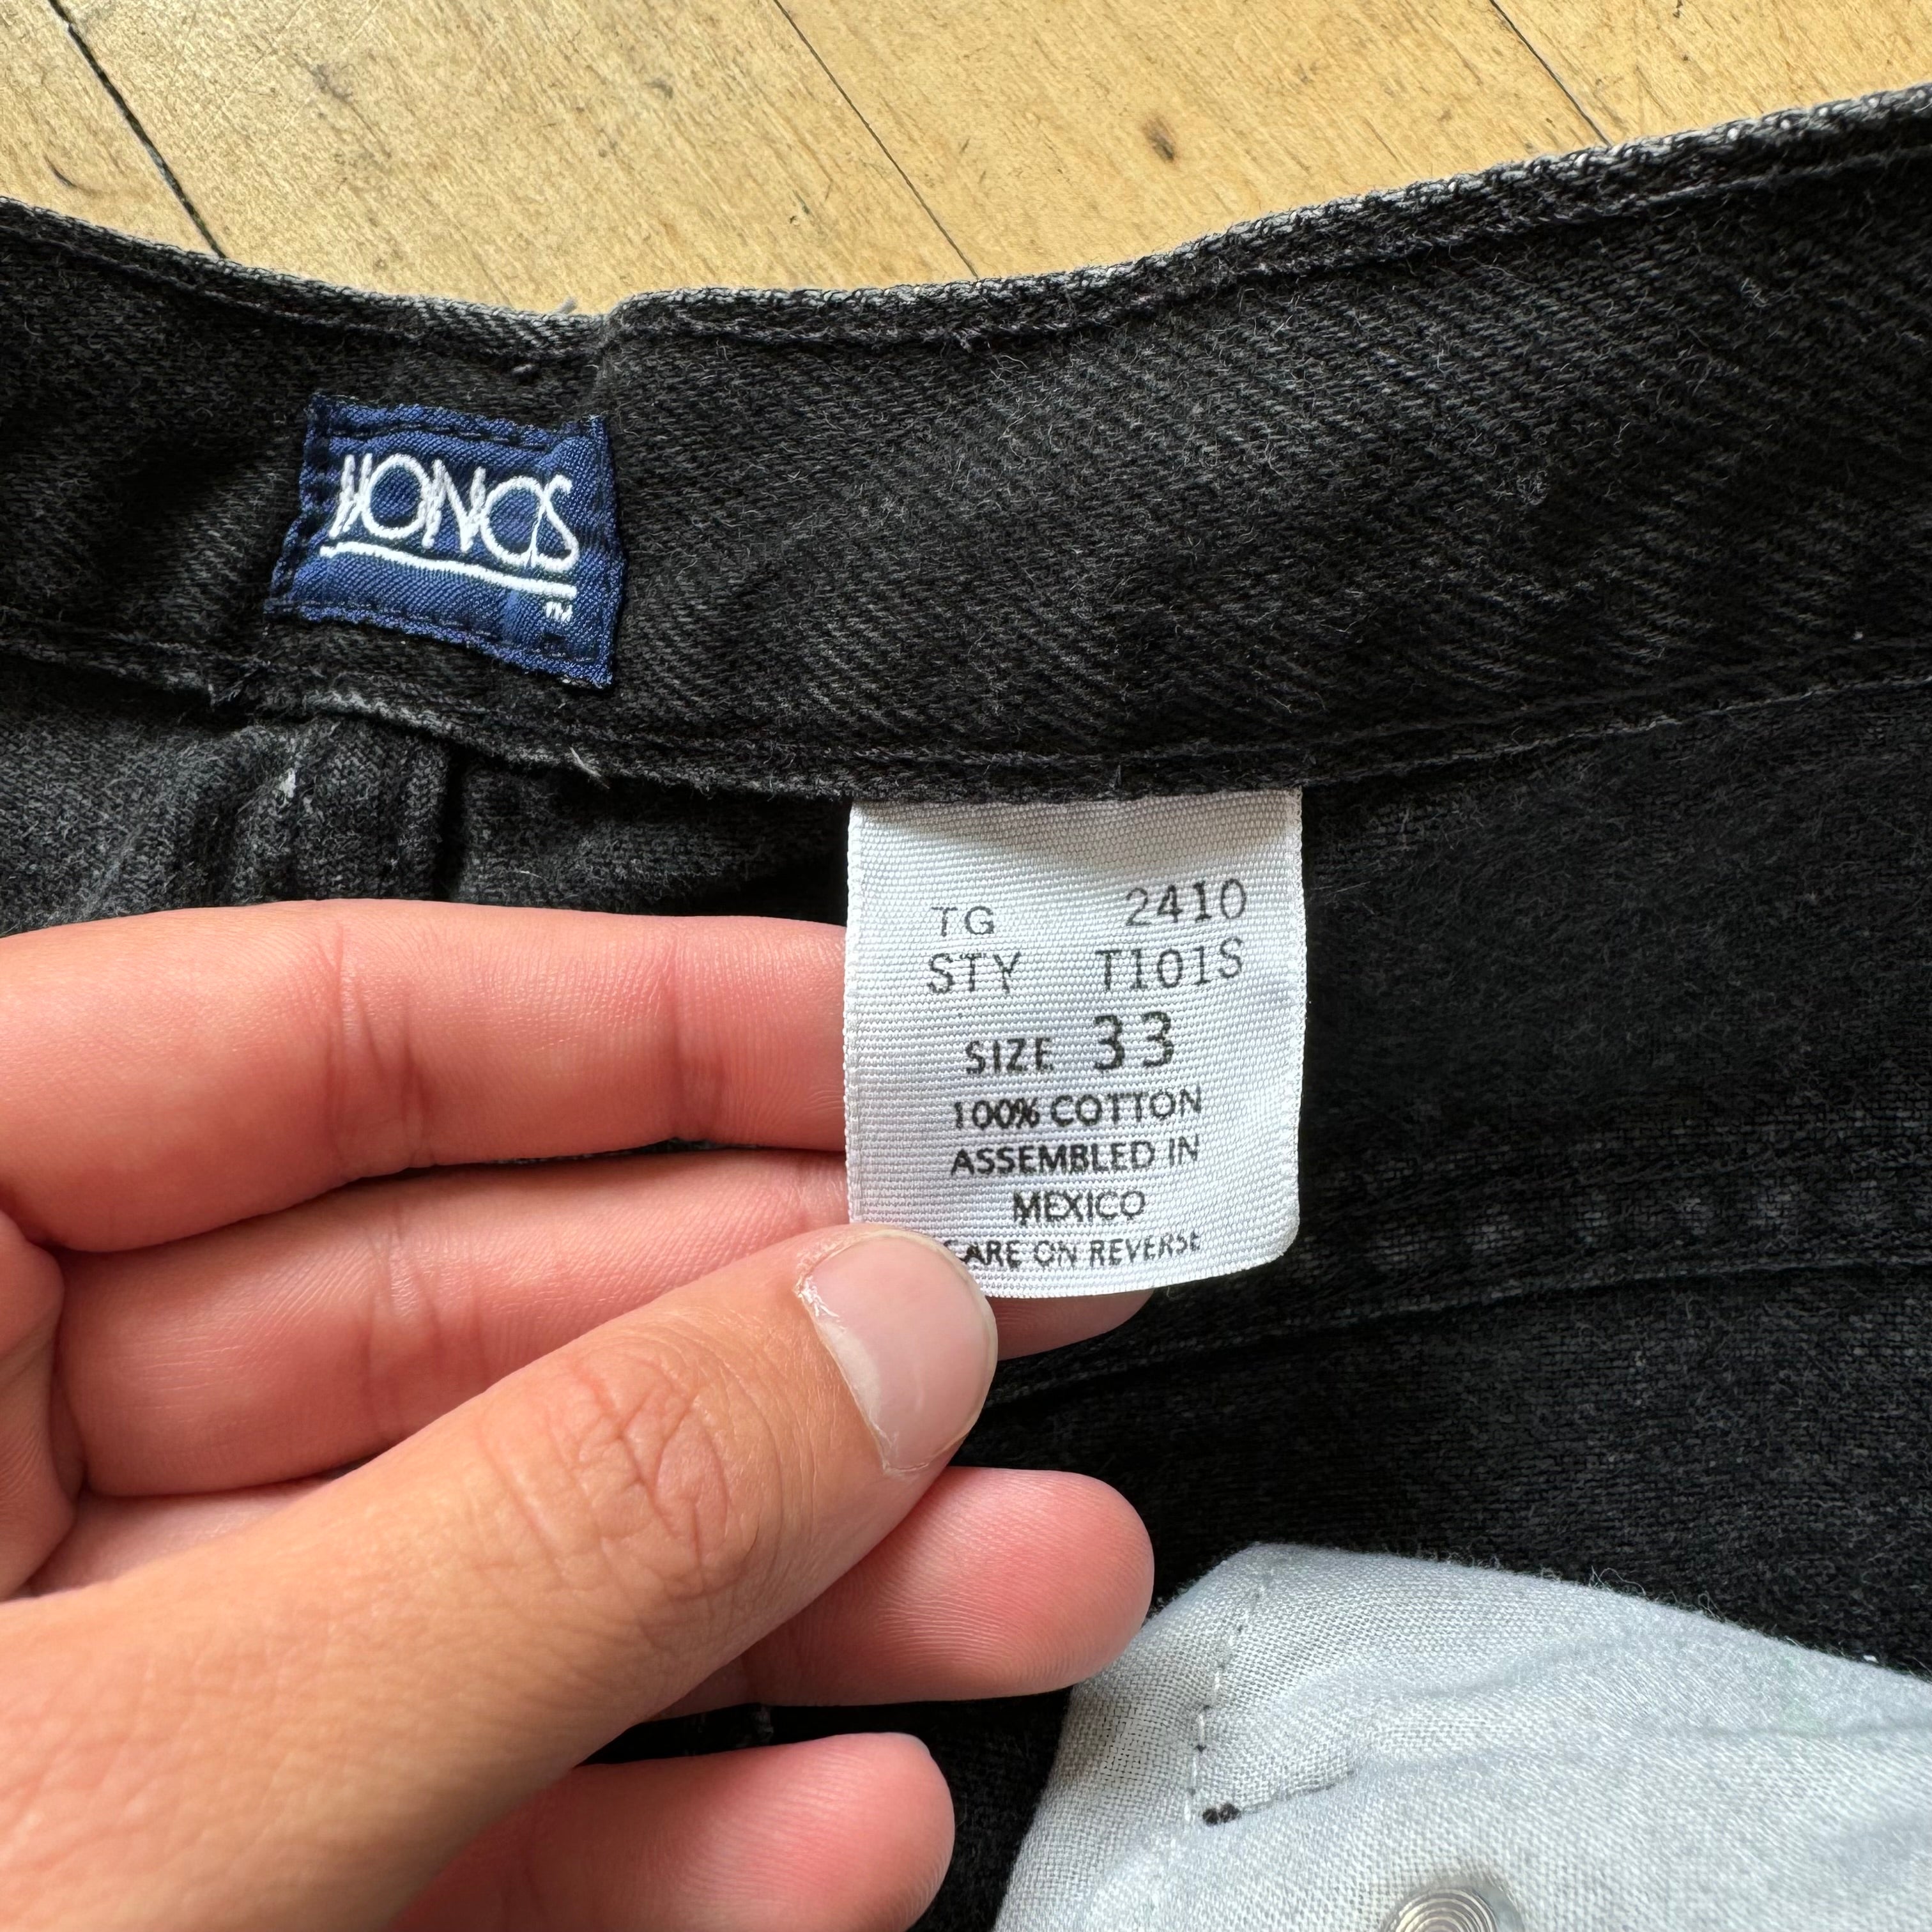 HONCS
TM
TG 2410
STY T101S
SIZE 33
100% COTTON
ASSEMBLED IN
MEXICO
CARE ON REVERSE